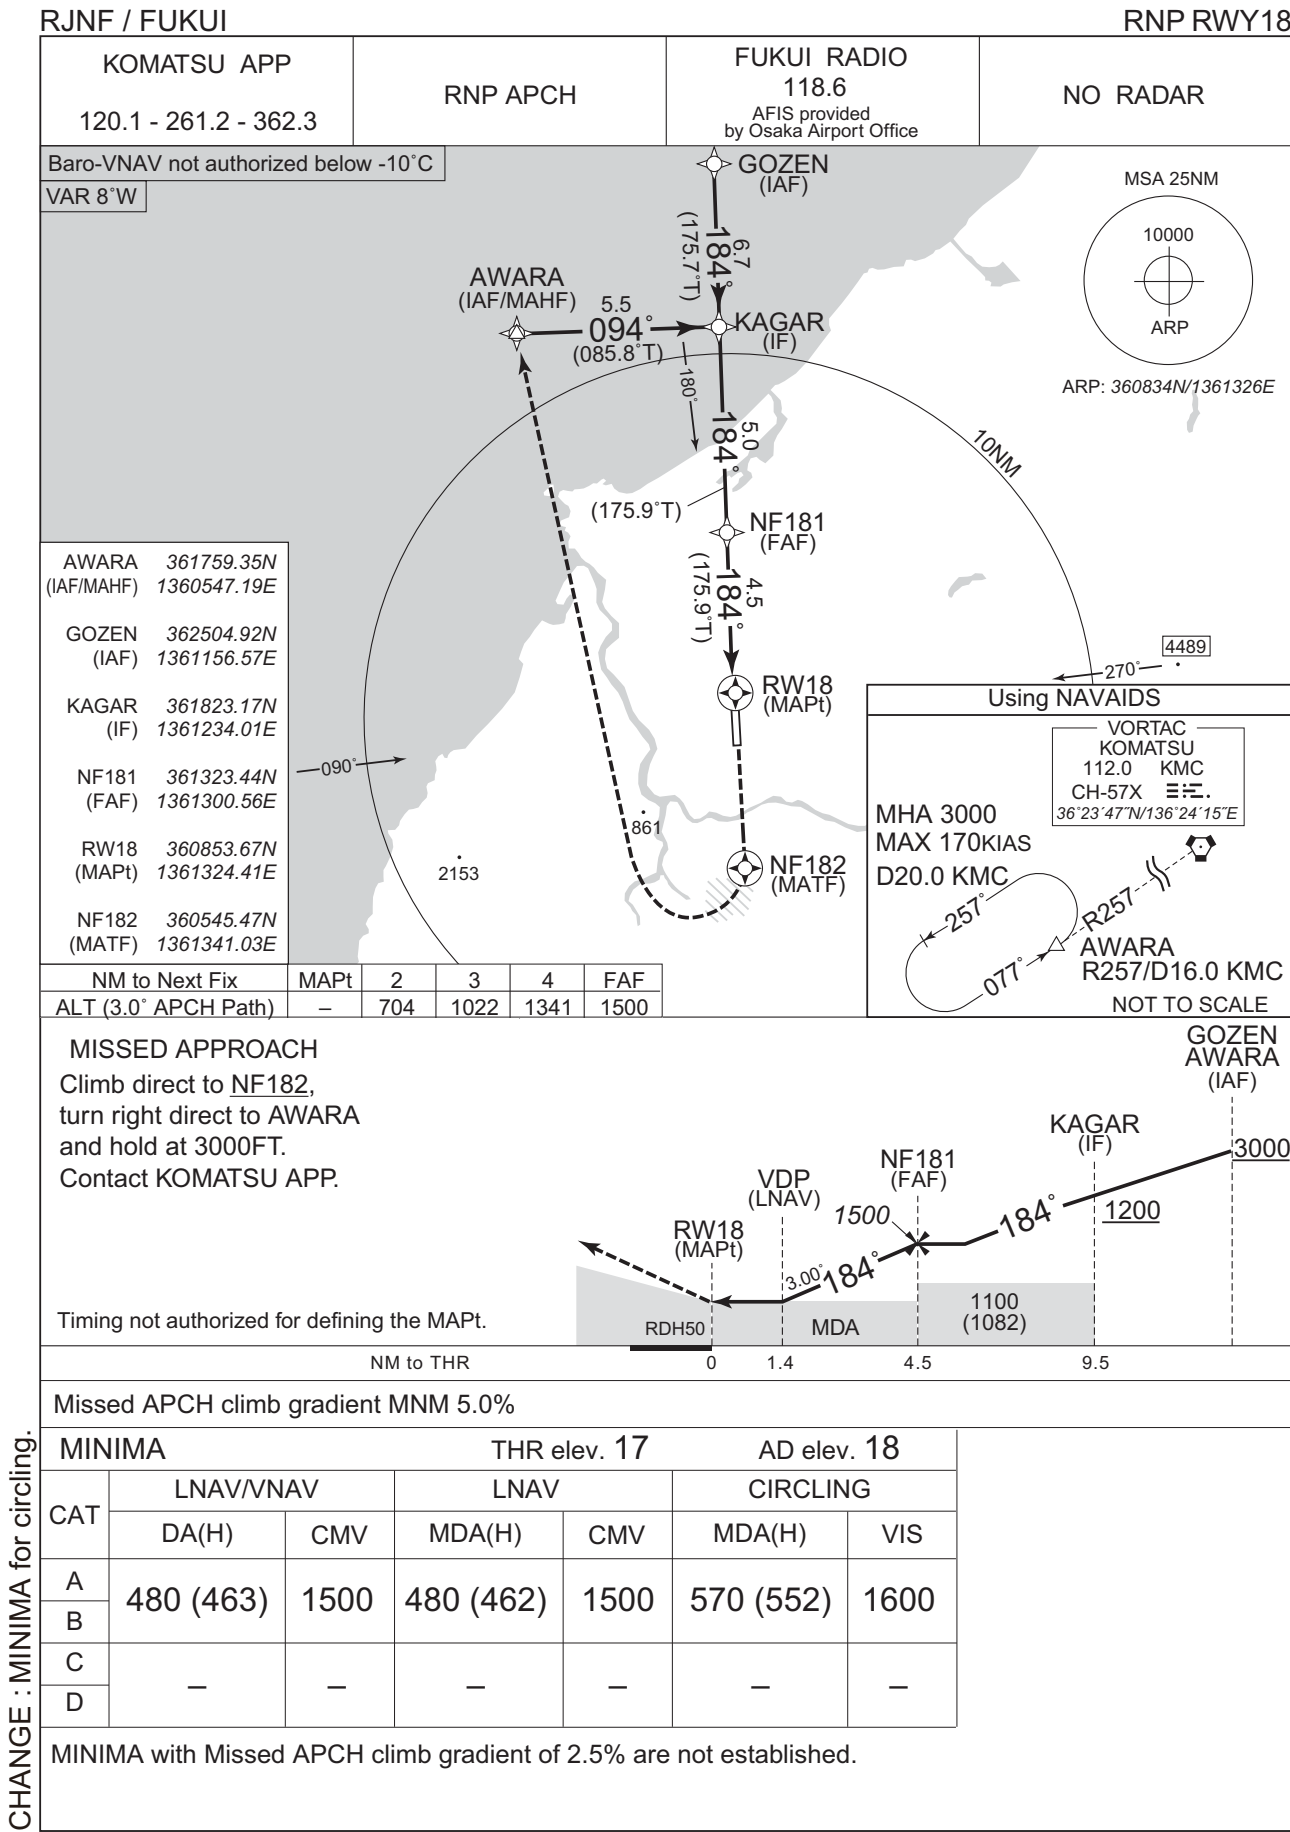 RJNF / FUKUI
RNP RWY18
KOMATSU APP
120.1 - 261.2 - 362.3
RNP APCH
FUKUI RADIO
118.6
AFIS provided
by Osaka Airport Office
NO RADAR
Baro-VNAV not authorized below -10˚C
VAR 8˚W
GOZEN
(IAF)
MSA 25NM
10000
ARP
ARP: 360834N/1361326E
6.7
184˚
(175.7˚T)
AWARA
(IAF/MAHF)
5.5
094˚
(085.8˚T)
KAGAR
(IF)
180˚
5.0
184˚
(175.9˚T)
10NM
NF181
(FAF)
4.5
184˚
(175.9˚T)
RW18
(MAPt)
4489
270˚
090˚
861
2153
NF182
(MATF)
AWARA 361759.35N
(IAF/MAHF) 1360547.19E
GOZEN 362504.92N
(IAF) 1361156.57E
KAGAR 361823.17N
(IF) 1361234.01E
NF181 361323.44N
(FAF) 1361300.56E
RW18 360853.67N
(MAPt) 1361324.41E
NF182 360545.47N
(MATF) 1361341.03E
Using NAVAIDS
VORTAC
KOMATSU
112.0 KMC
CH-57X
36˚23´47˝N/136˚24´15˝E
MHA 3000
MAX 170KIAS
D20.0 KMC
257˚
077˚
R257
AWARA
R257/D16.0 KMC
NOT TO SCALE
NM to Next Fix MAPt 2 3 4 FAF
ALT (3.0˚ APCH Path) – 704 1022 1341 1500
MISSED APPROACH
Climb direct to NF182,
turn right direct to AWARA
and hold at 3000FT.
Contact KOMATSU APP.
Timing not authorized for defining the MAPt.
GOZEN
AWARA
(IAF)
3000
KAGAR
(IF)
1200
184˚
NF181
(FAF)
1500
VDP
(LNAV)
3.00˚
184˚
RW18
(MAPt)
RDH50
MDA
1100
(1082)
NM to THR 0 1.4 4.5 9.5
Missed APCH climb gradient MNM 5.0%
MINIMA THR elev. 17 AD elev. 18
CAT LNAV/VNAV LNAV CIRCLING
DA(H) CMV MDA(H) CMV MDA(H) VIS
A
B
480 (463) 1500 480 (462) 1500 570 (552) 1600
C
D
– – – – – –
MINIMA with Missed APCH climb gradient of 2.5% are not established.
CHANGE : MINIMA for circling.